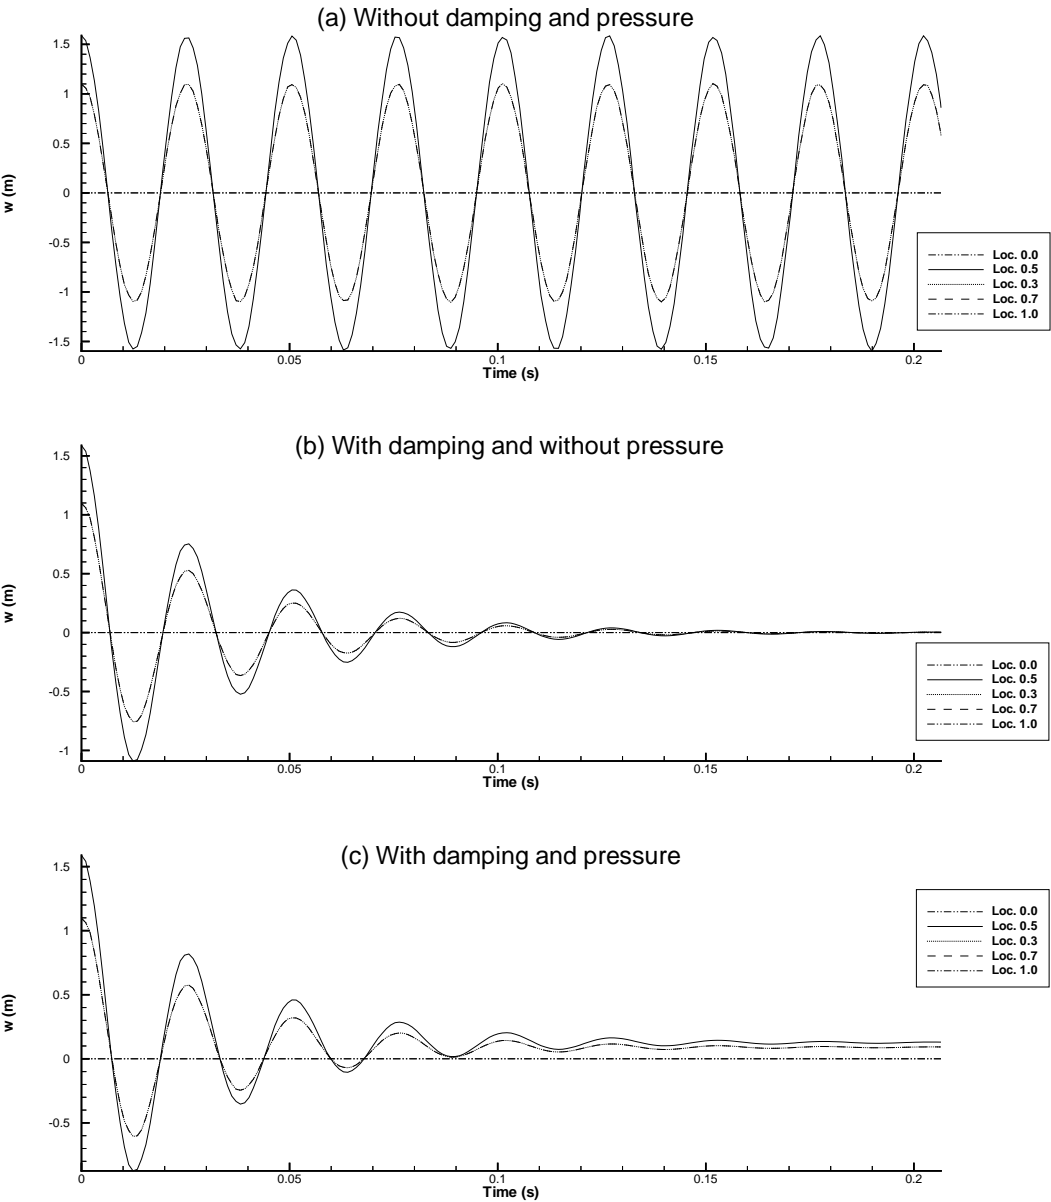 (a) Without damping and pressure
1.5
1
0.5
0
-0.5
-1
-1.5
w (m)
Loc. 0.0
Loc. 0.5
Loc. 0.3
Loc. 0.7
Loc. 1.0
0 0.05 0.1 0.15 0.2
Time (s)
(b) With damping and without pressure
1.5
1
0.5
0
-0.5
-1
w (m)
Loc. 0.0
Loc. 0.5
Loc. 0.3
Loc. 0.7
Loc. 1.0
0 0.05 0.1 0.15 0.2
Time (s)
(c) With damping and pressure
1.5
1
0.5
0
-0.5
w (m)
Loc. 0.0
Loc. 0.5
Loc. 0.3
Loc. 0.7
Loc. 1.0
0 0.05 0.1 0.15 0.2
Time (s)